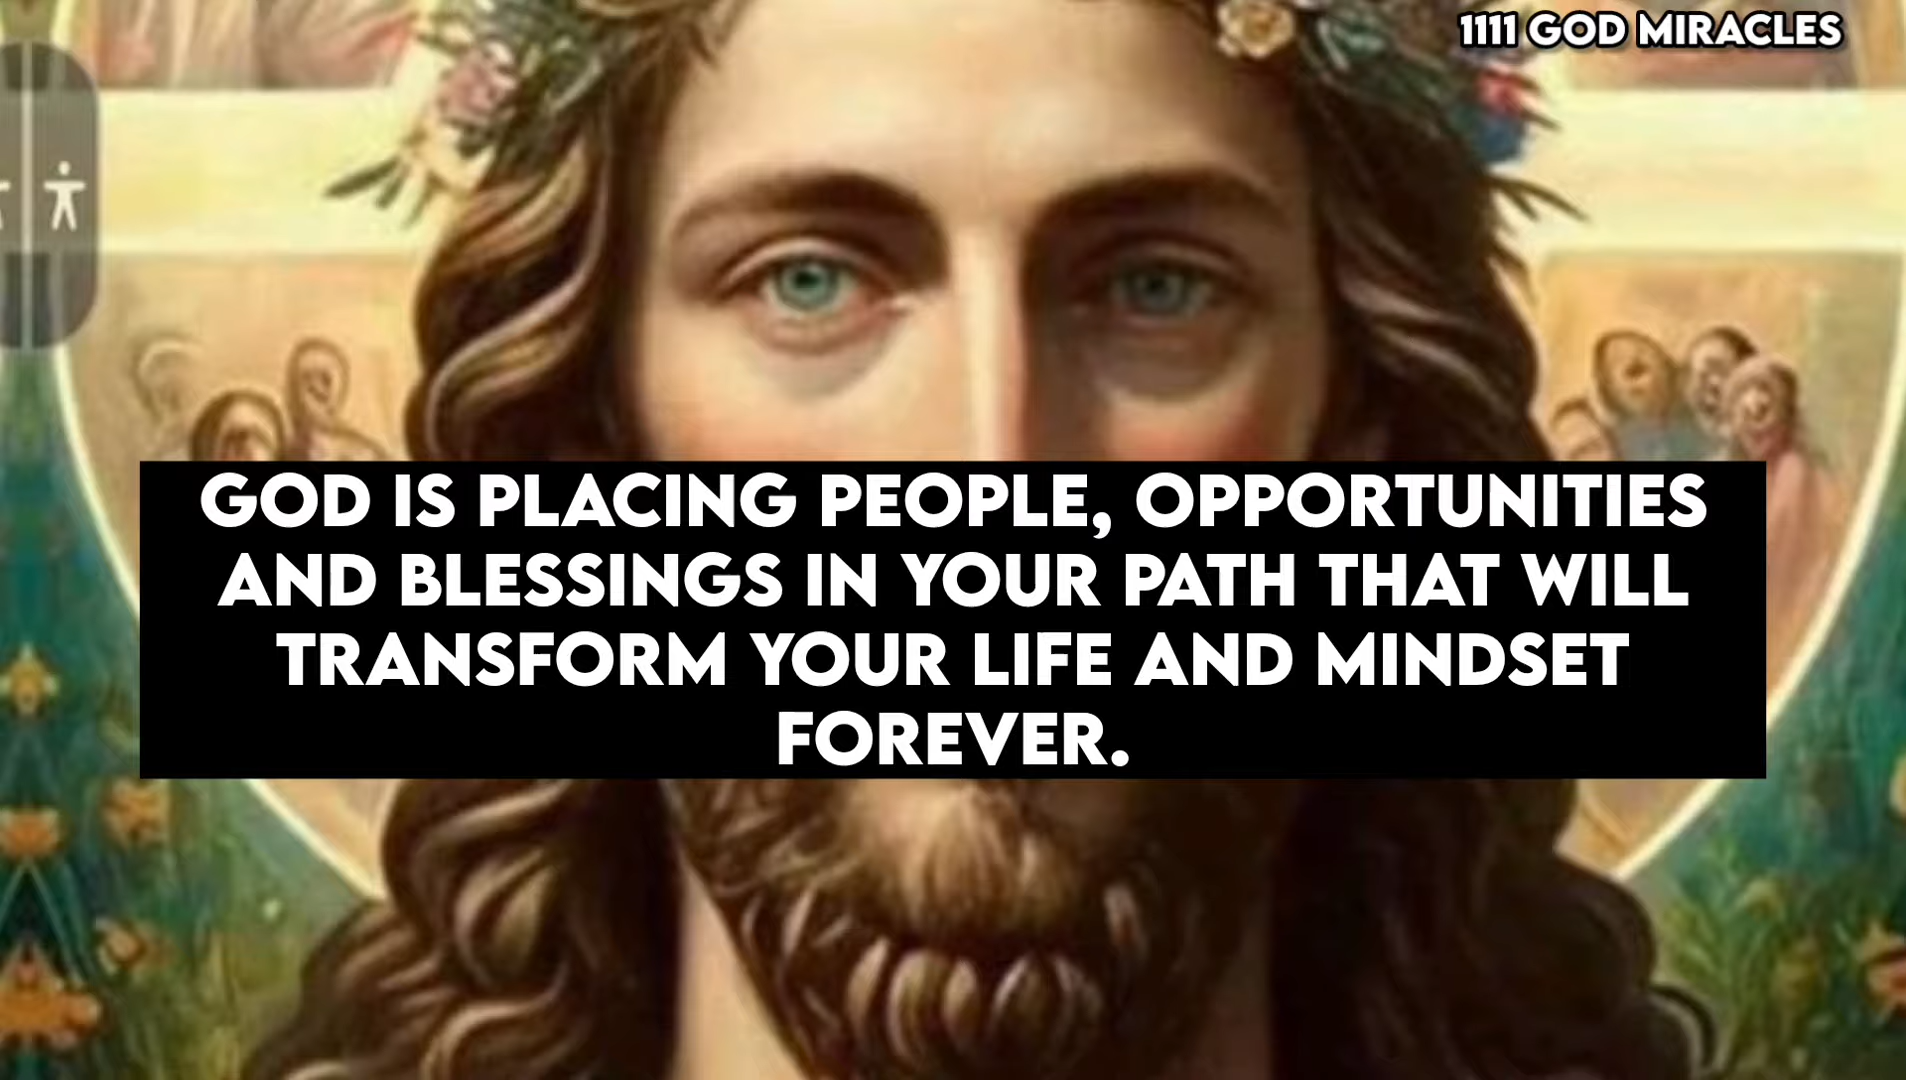 1111 GOD MIRACLES
GOD IS PLACING PEOPLE, OPPORTUNITIES
AND BLESSINGS IN YOUR PATH THAT WILL
TRANSFORM YOUR LIFE AND MINDSET
FOREVER.